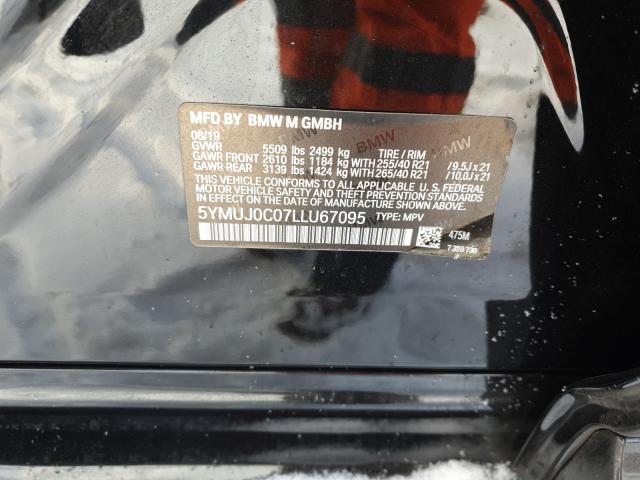 MFD BY BMW M GMBH
08/19
GVWR 5509 lbs 2499 kg TIRE / RIM
GAWR FRONT 2610 lbs 1184 kg WITH 255/40 R21 /9.5J x 21
GAWR REAR 3139 lbs 1424 kg WITH 265/40 R21 /10.0J x 21
THIS VEHICLE CONFORMS TO ALL APPLICABLE U.S. FEDERAL
MOTOR VEHICLE SAFETY AND THEFT PREVENTION STANDARDS
IN EFFECT ON THE DATE OF MANUFACTURE SHOWN ABOVE.
5YMUJ0C07LLU67095 TYPE: MPV
475M